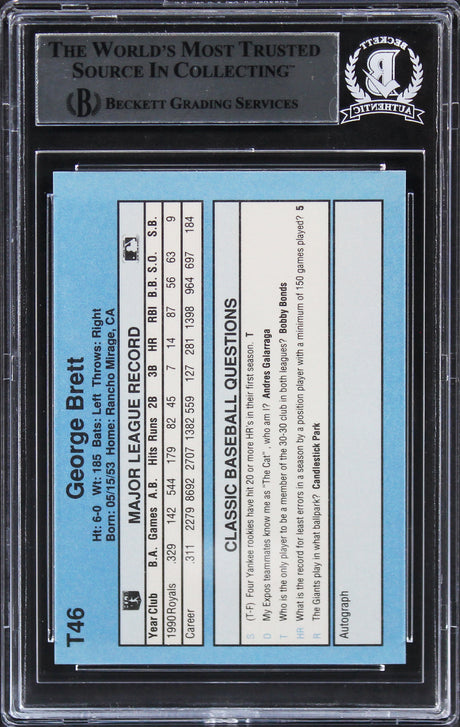 THE WORLD'S MOST TRUSTED
SOURCE IN COLLECTING™
B BECKETT GRADING SERVICES
BECKETT
B
AUTHENTIC
T46
George Brett
Ht: 6-0 Wt: 185 Bats: Left Throws: Right
Born: 05/15/53 Home: Rancho Mirage, CA
MAJOR LEAGUE RECORD
Year Club B.A. Games A.B. Hits Runs 2B 3B HR RBI B.B. S.O. S.B.
1990 Royals .329 142 544 179 82 45 7 14 87 56 63 9
Career .311 2279 8692 2707 1382 559 127 281 1398 964 697 184
CLASSIC BASEBALL QUESTIONS
S (T-F) Four Yankee rookies have hit 20 or more HR's in their first season. T
D My Expos teammates know me as "The Cat", who am I? Andres Galarraga
T Who is the only player to be a member of the 30-30 club in both leagues? Bobby Bonds
HR What is the record for least errors in a season by a position player with a minimum of 150 games played? 5
R The Giants play in what ballpark? Candlestick Park
Autograph